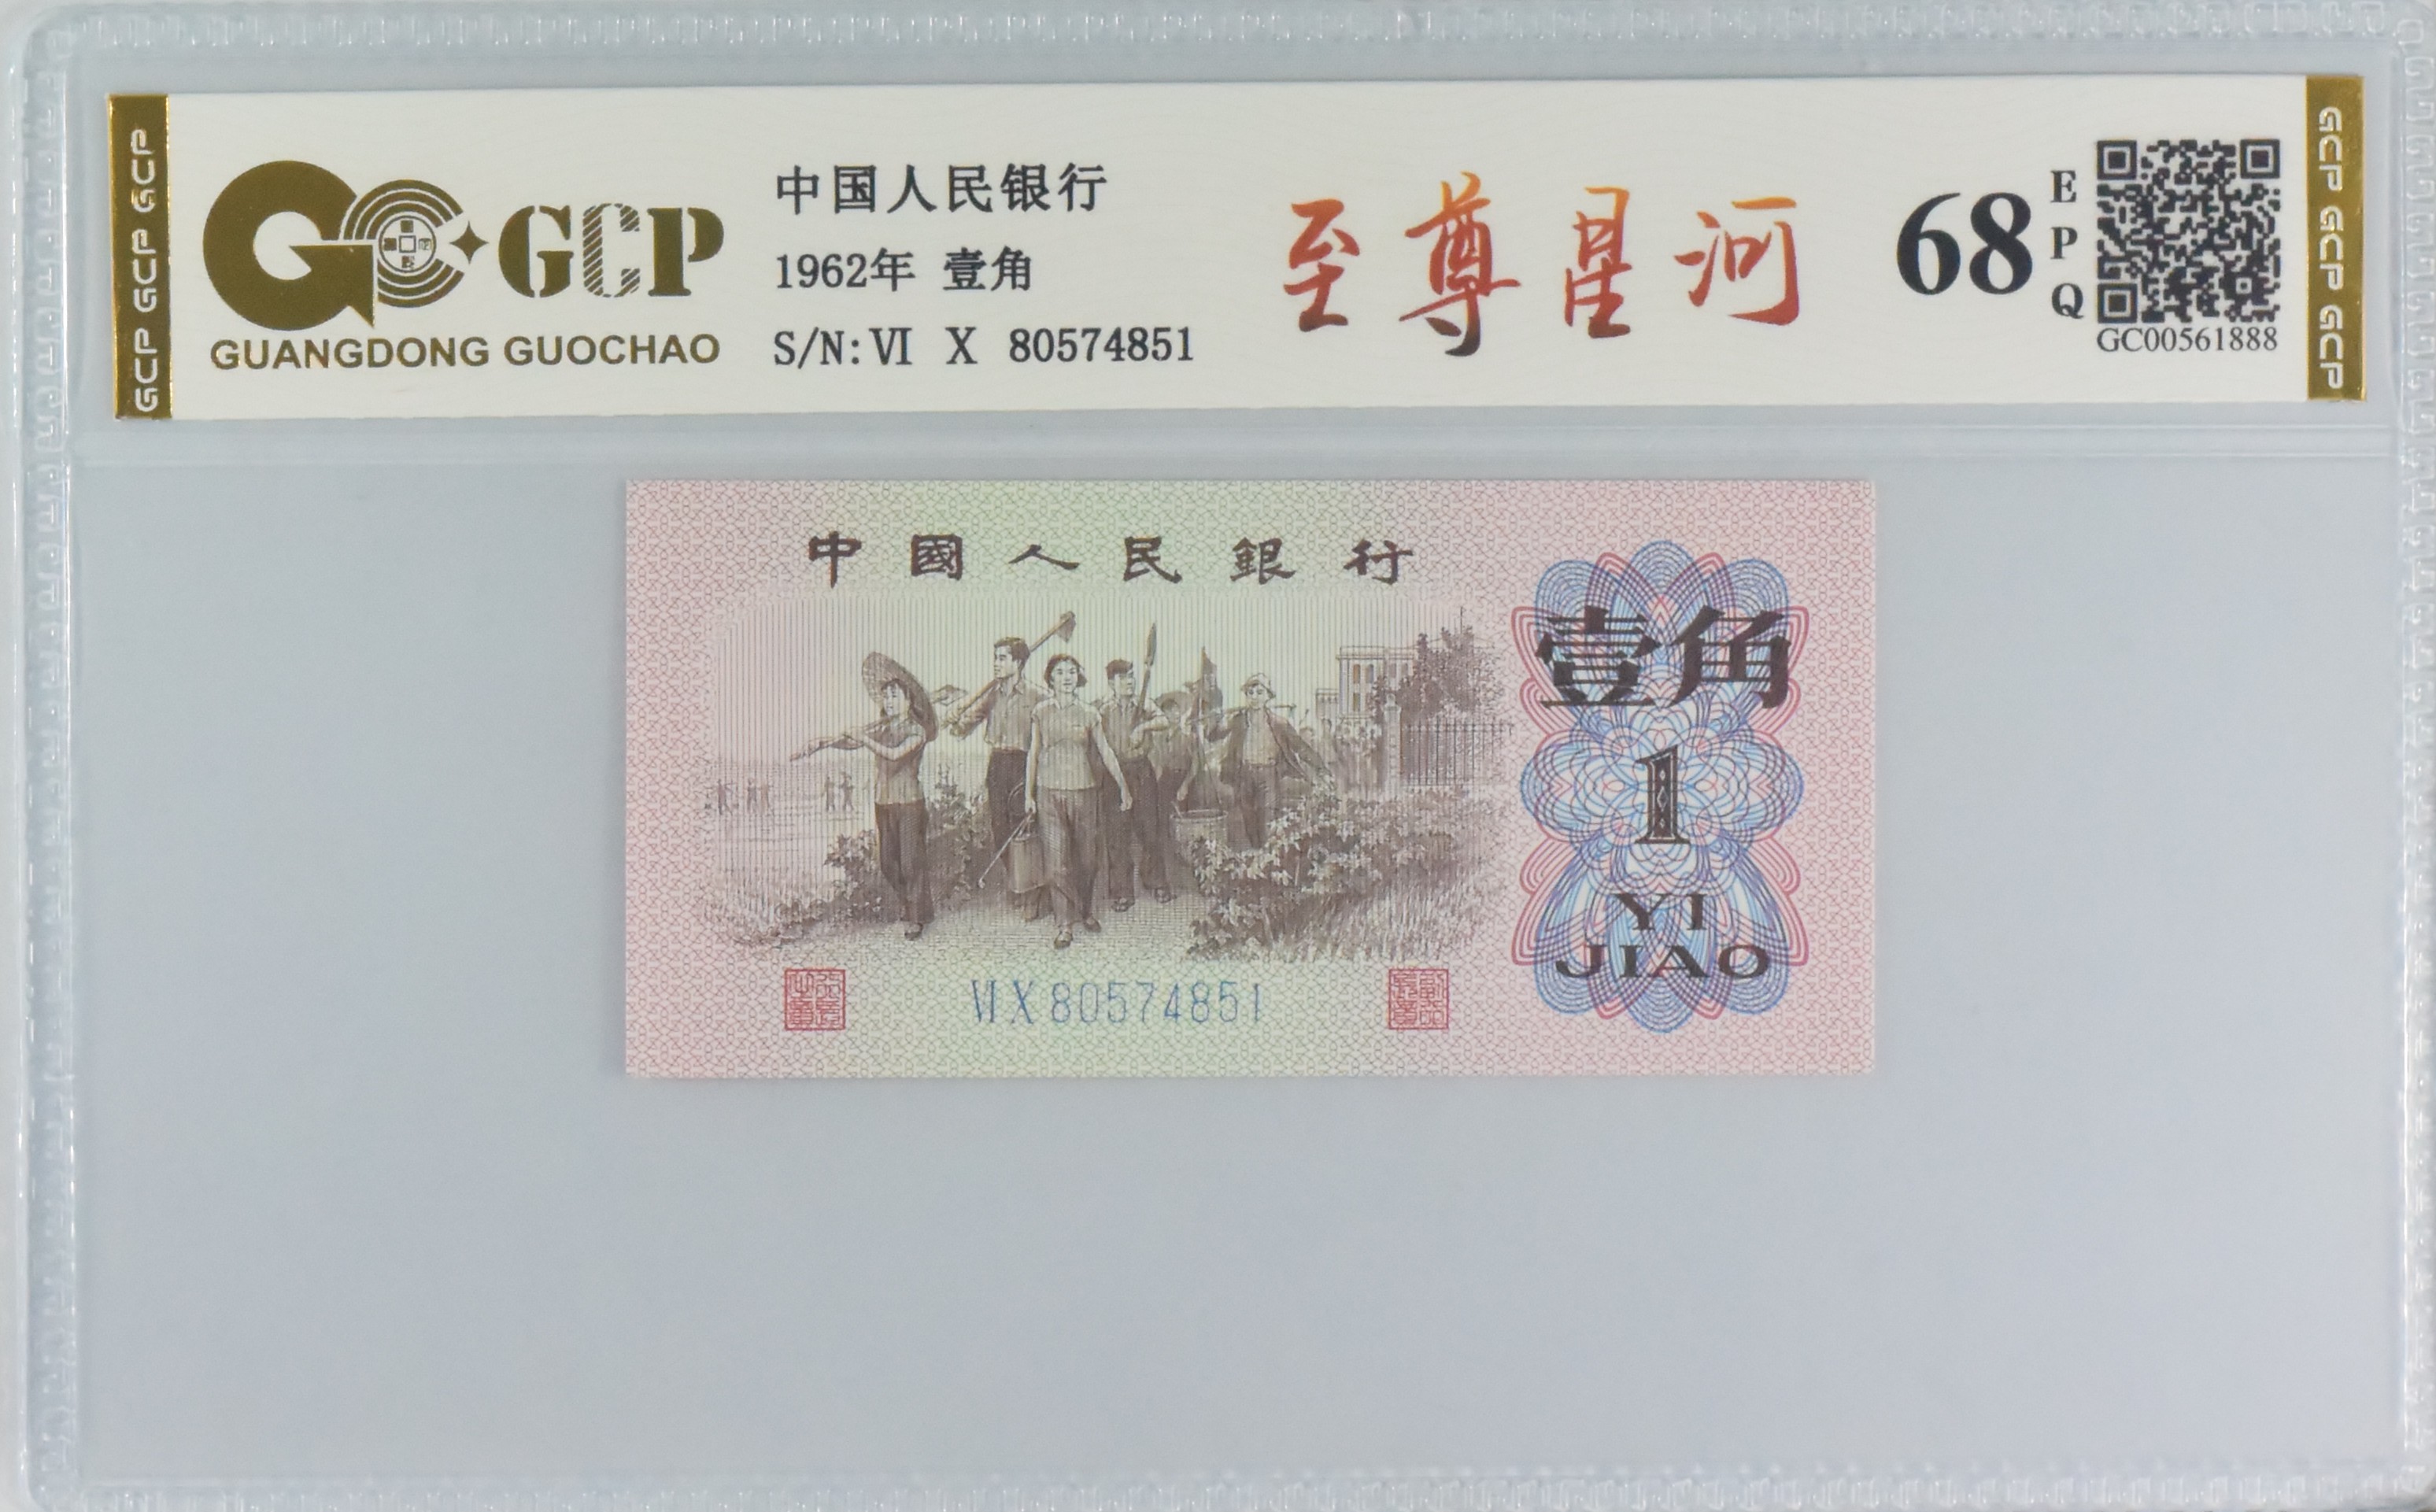 GCP GCP GCP
GCP
GUANGDONG GUOCHAO
中国人民银行
1962年 壹角
S/N: VI X 80574851
至尊星河
68
EPQ
GC00561888
GCP GCP GCP
中國人民銀行
壹角
1
YI
JIAO
VI X 80574851